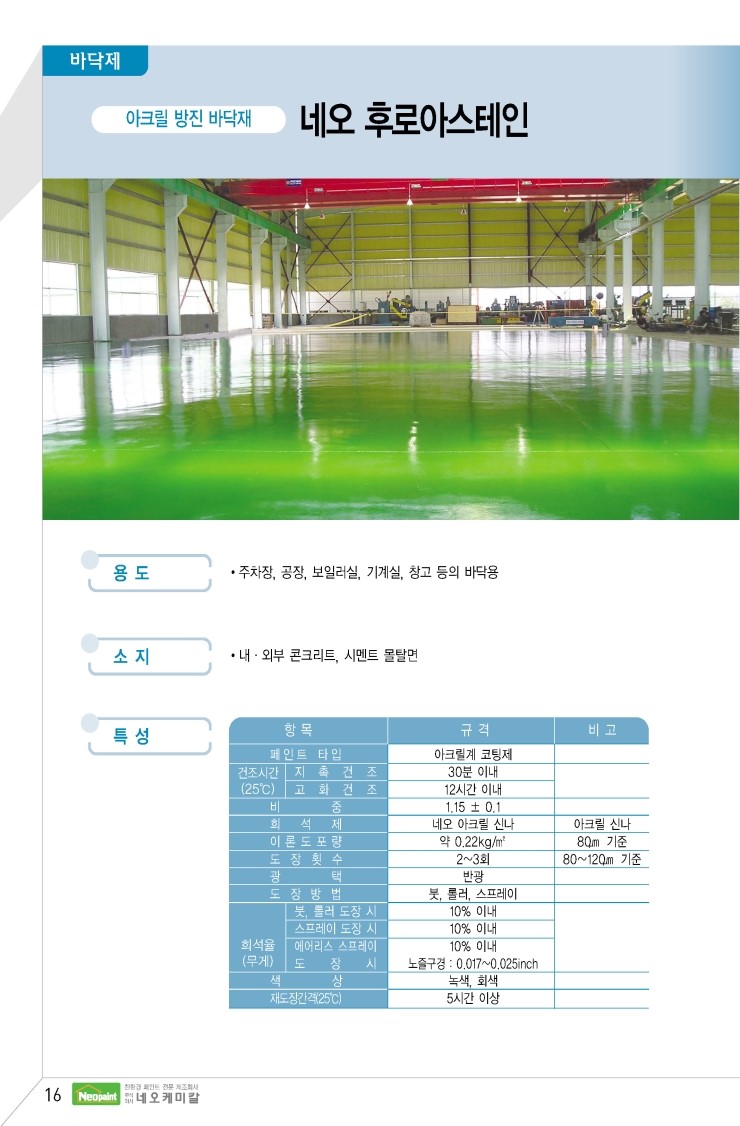 바닥제
아크릴 방진 바닥재
네오 후로아스테인
용 도
• 주차장, 공장, 보일러실, 기계실, 창고 등의 바닥용
소 지
• 내 · 외부 콘크리트, 시멘트 몰탈면
특 성
항 목 규 격 비 고
페인트 타입 아크릴계 코팅제
건조시간 지 촉 건 조 30분 이내
(25℃) 고 화 건 조 12시간 이내
비 중 1.15 ± 0.1
희 석 제 네오 아크릴 신나 아크릴 신나
이론도포량 약 0.22kg/㎡ 80㎛ 기준
도 장 횟 수 2~3회 80~120㎛ 기준
광 택 반광
도 장 방 법 붓, 롤러, 스프레이
붓, 롤러 도장 시 10% 이내
스프레이 도장 시 10% 이내
희석율 에어리스 스프레이 10% 이내
(무게) 도 장 시 노즐구경 : 0.017~0.025inch
색 상 녹색, 회색
재도장간격(25℃) 5시간 이상
친환경 페인트 전문 제조회사
16 Neopaint 주식회사 네오케미칼